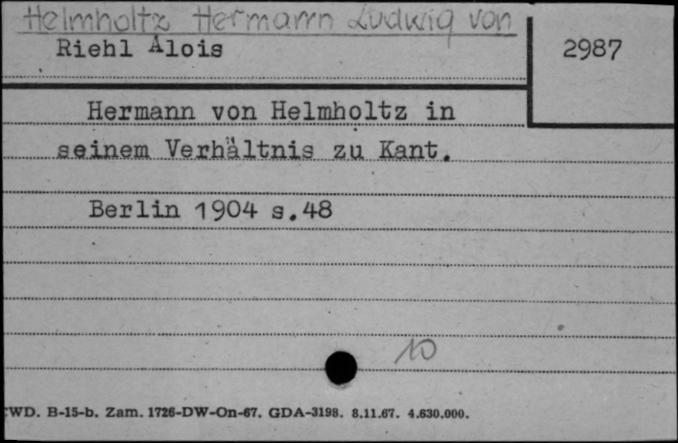 Helmholtz Hermann Ludwig von
Riehl Alois
2987
Hermann von Helmholtz in
seinem Verhältnis zu Kant.
Berlin 1904 s.48
10
WD. B-15-b. Zam. 1726-DW-On-67. GDA-3198. 8.11.67. 4.630.000.